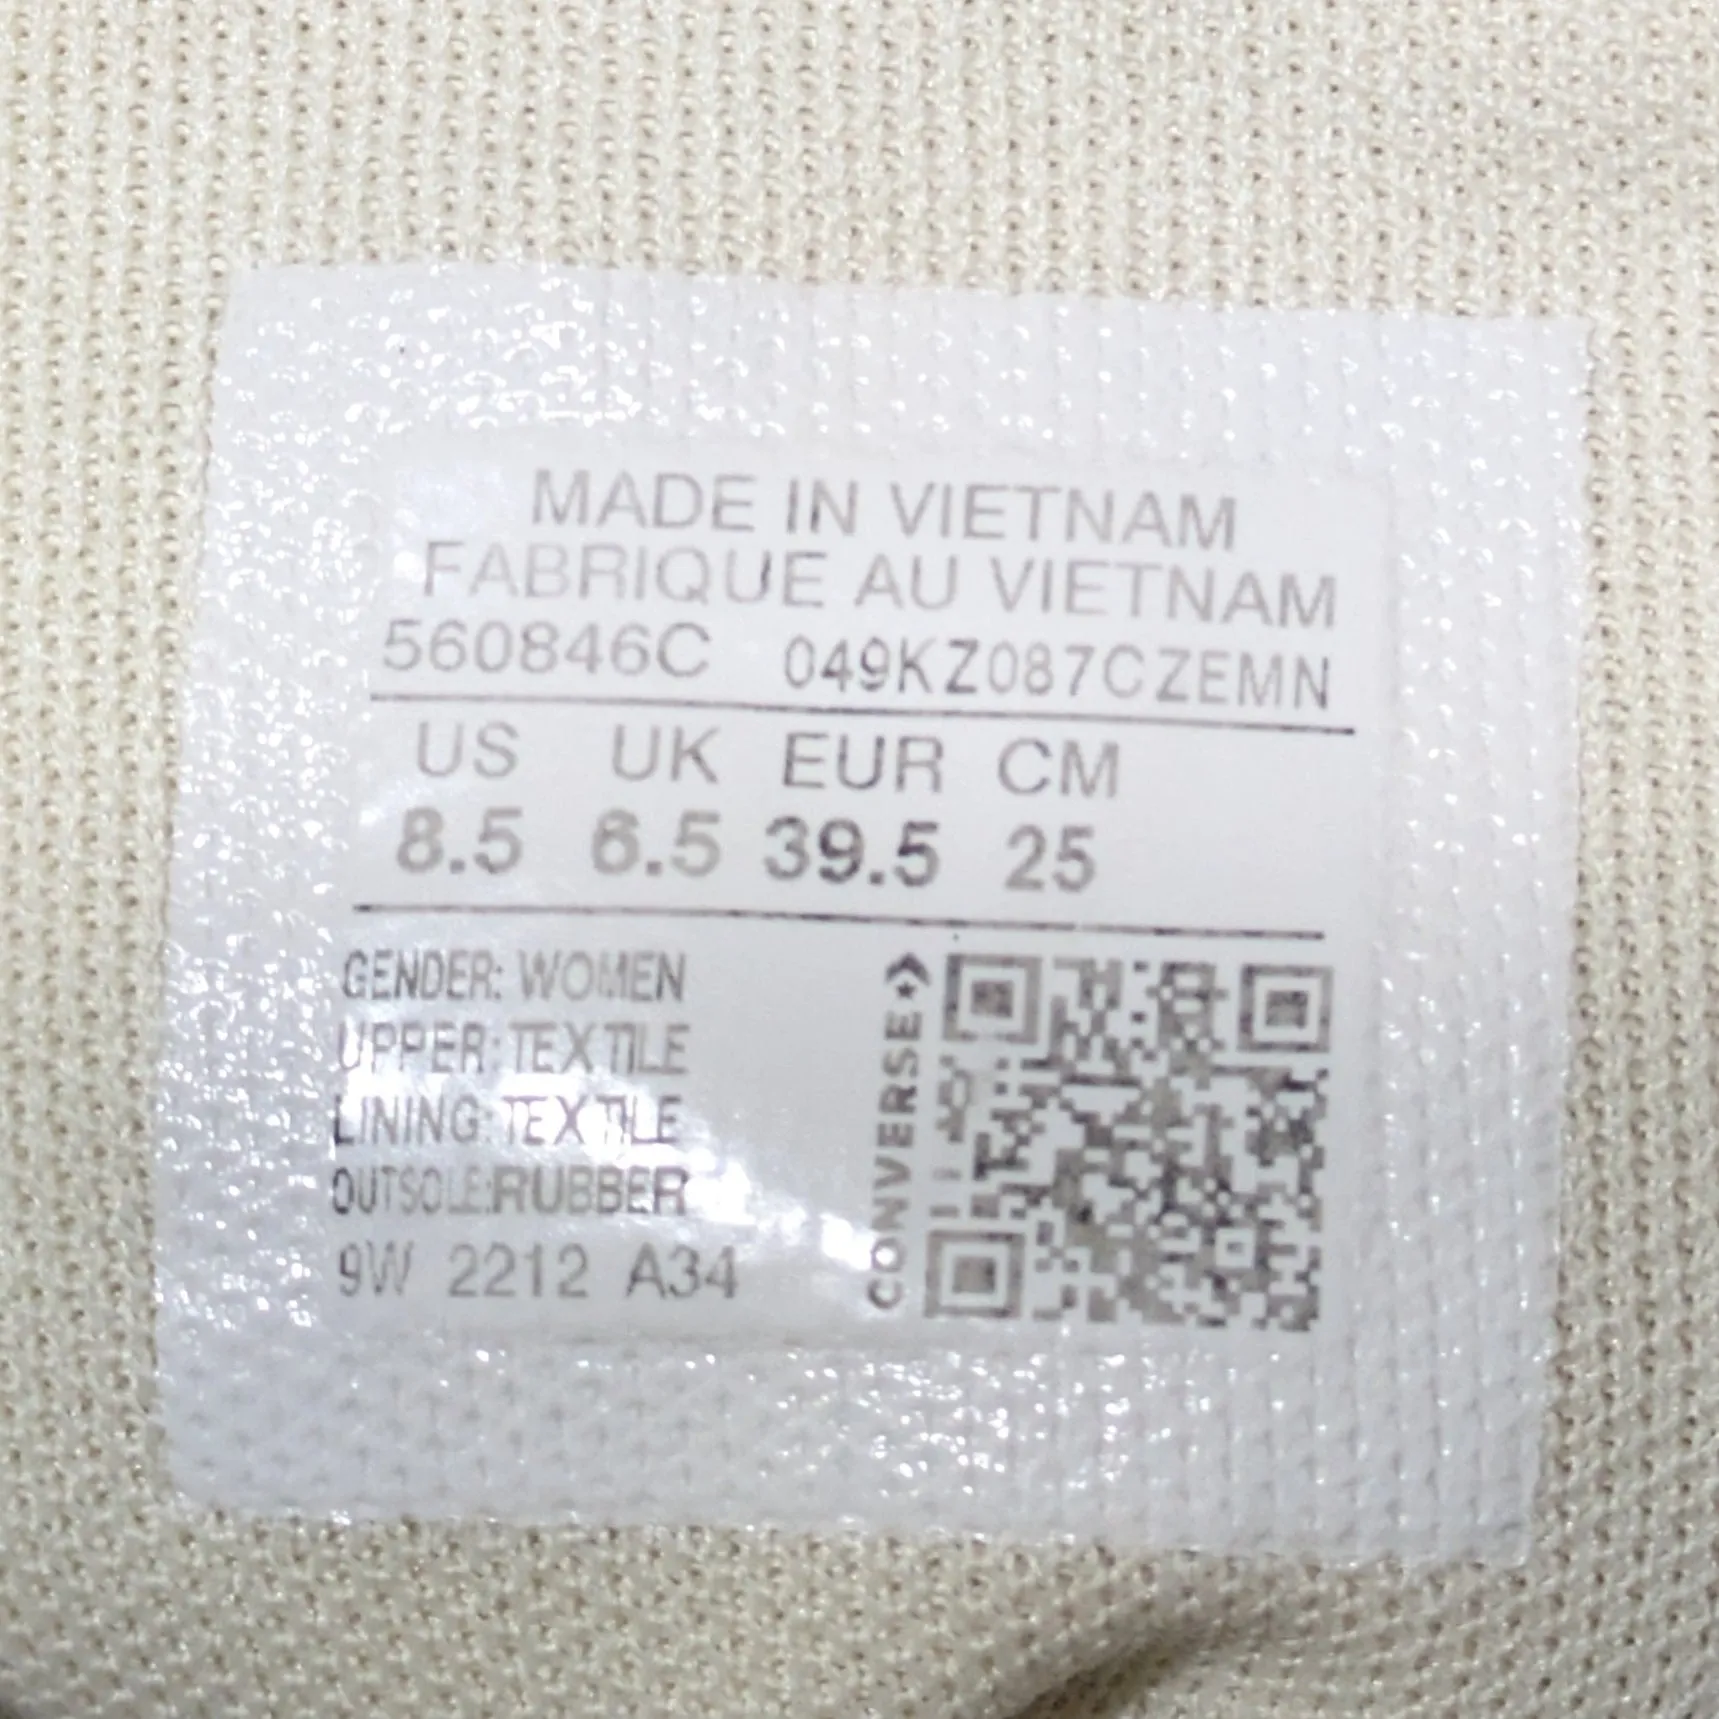 MADE IN VIETNAM
FABRIQUE AU VIETNAM
560846C 049KZ087CZEMN
US UK EUR CM
8.5 6.5 39.5 25
GENDER: WOMEN
UPPER: TEXTILE
LINING: TEXTILE
OUTSOLE:RUBBER
9W 2212 A34
CONVERSE